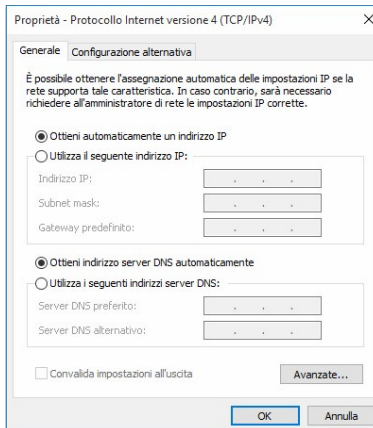 Proprietà - Protocollo Internet versione 4 (TCP/IPv4)
Generale
Configurazione alternativa
È possibile ottenere l'assegnazione automatica delle impostazioni IP se la
rete supporta tale caratteristica. In caso contrario, sarà necessario
richiedere all'amministratore di rete le impostazioni IP corrette.
Ottieni automaticamente un indirizzo IP
Utilizza il seguente indirizzo IP:
Indirizzo IP:
Subnet mask:
Gateway predefinito:
Ottieni indirizzo server DNS automaticamente
Utilizza i seguenti indirizzi server DNS:
Server DNS preferito:
Server DNS alternativo:
Convalida impostazioni all'uscita
Avanzate...
OK
Annulla